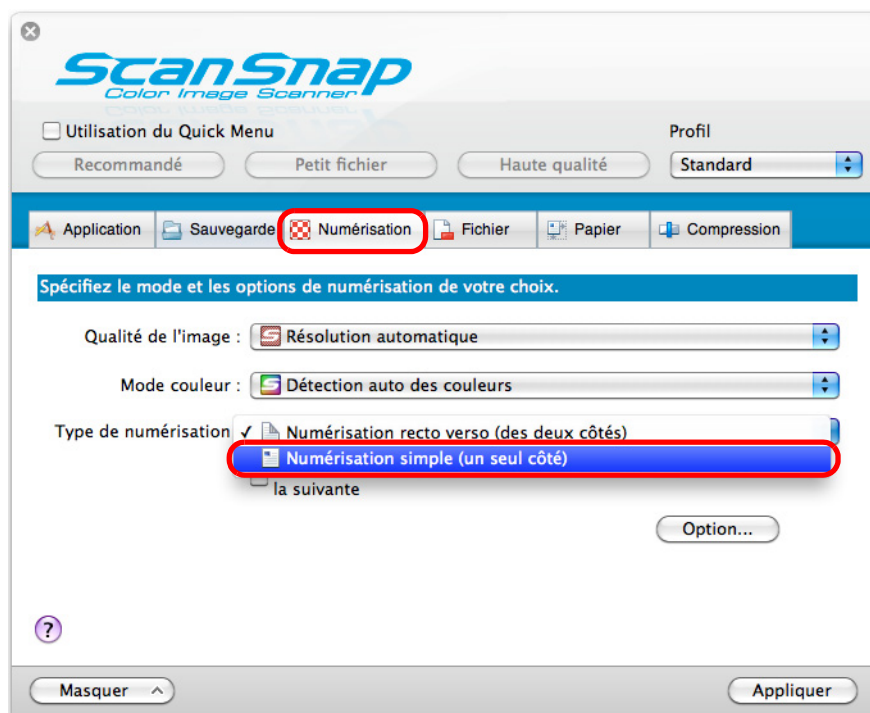 ScanSnap
Color Image Scanner
Utilisation du Quick Menu
Profil
Recommandé
Petit fichier
Haute qualité
Standard
Application
Sauvegarde
Numérisation
Fichier
Papier
Compression
Spécifiez le mode et les options de numérisation de votre choix.
Qualité de l'image : Résolution automatique
Mode couleur : Détection auto des couleurs
Type de numérisation ✓ Numérisation recto verso (des deux côtés)
Numérisation simple (un seul côté)
la suivante
Option...
?
Masquer
Appliquer